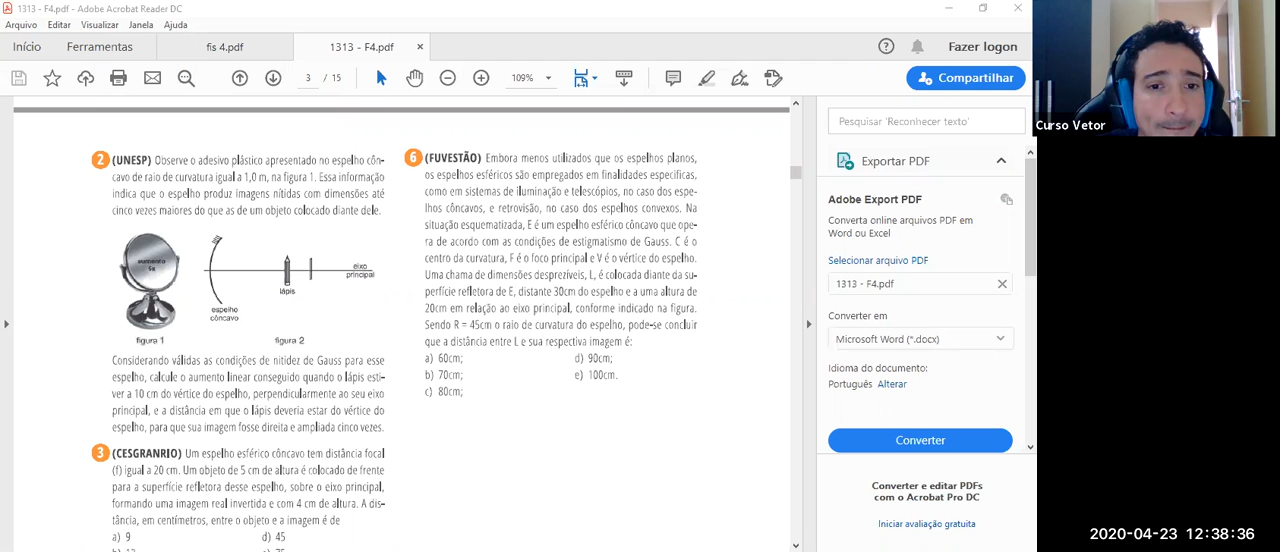 1313 - F4.pdf - Adobe Acrobat Reader DC
Arquivo Editar Visualizar Janela Ajuda
Início Ferramentas fis 4.pdf 1313 - F4.pdf × Fazer logon
3 / 15 109% Compartilhar
2 (UNESP) Observe o adesivo plástico apresentado no espelho côn-
cavo de raio de curvatura igual a 1,0 m, na figura 1. Essa informação
indica que o espelho produz imagens nítidas com dimensões até
cinco vezes maiores do que as de um objeto colocado diante dele.
aumento
5x
espelho
côncavo
lápis
eixo
principal
figura 1 figura 2
Considerando válidas as condições de nitidez de Gauss para esse
espelho, calcule o aumento linear conseguido quando o lápis esti-
ver a 10 cm do vértice do espelho, perpendicularmente ao seu eixo
principal, e a distância em que o lápis deveria estar do vértice do
espelho, para que sua imagem fosse direita e ampliada cinco vezes.
3 (CESGRANRIO) Um espelho esférico côncavo tem distância focal
(f) igual a 20 cm. Um objeto de 5 cm de altura é colocado de frente
para a superfície refletora desse espelho, sobre o eixo principal,
formando uma imagem real invertida e com 4 cm de altura. A dis-
tância, em centímetros, entre o objeto e a imagem é de
a) 9 d) 45
6 (FUVESTÃO) Embora menos utilizados que os espelhos planos,
os espelhos esféricos são empregados em finalidades específicas,
como em sistemas de iluminação e telescópios, no caso dos espe-
lhos côncavos, e retrovisão, no caso dos espelhos convexos. Na
situação esquematizada, E é um espelho esférico côncavo que ope-
ra de acordo com as condições de estigmatismo de Gauss. C é o
centro da curvatura, F é o foco principal e V é o vértice do espelho.
Uma chama de dimensões desprezíveis, L, é colocada diante da su-
perfície refletora de E, distante 30cm do espelho e a uma altura de
20cm em relação ao eixo principal, conforme indicado na figura.
Sendo R = 45cm o raio de curvatura do espelho, pode-se concluir
que a distância entre L e sua respectiva imagem é:
a) 60cm; d) 90cm;
b) 70cm; e) 100cm.
c) 80cm;
Pesquisar 'Reconhecer texto'
Exportar PDF
Adobe Export PDF
Converta online arquivos PDF em
Word ou Excel
Selecionar arquivo PDF
1313 - F4.pdf
Converter em
Microsoft Word (*.docx)
Idioma do documento:
Português Alterar
Converter
Converter e editar PDFs
com o Acrobat Pro DC
Iniciar avaliação gratuita
Curso Vetor
2020-04-23 12:38:36